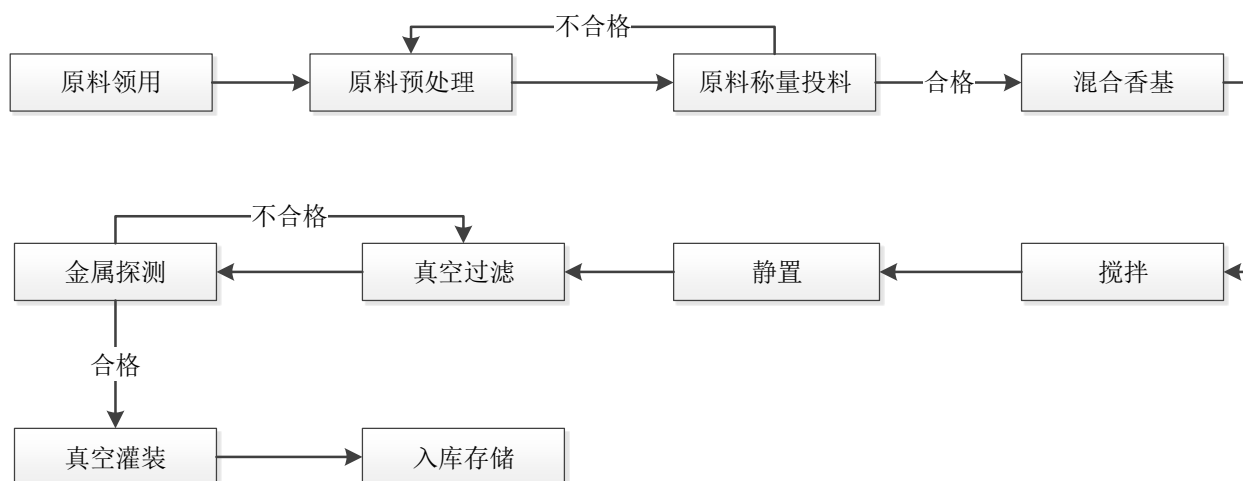 不合格
原料领用
原料预处理
原料称量投料
合格
混合香基
不合格
金属探测
真空过滤
静置
搅拌
合格
真空灌装
入库存储